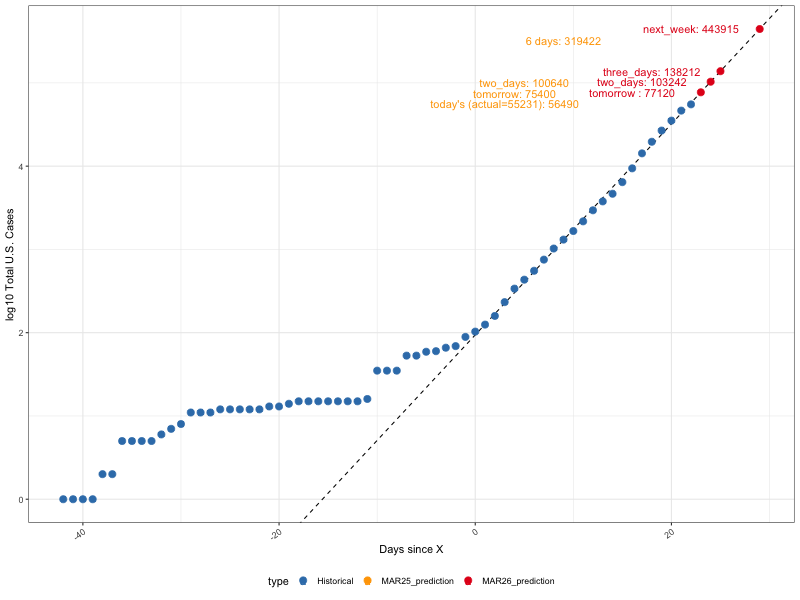 next_week: 443915
6 days: 319422
three_days: 138212
two_days: 100640
two_days: 103242
tomorrow: 75400
tomorrow : 77120
today's (actual=55231): 56490
log10 Total U.S. Cases
4
2
0
-40
-20
0
20
Days since X
type
Historical
MAR25_prediction
MAR26_prediction